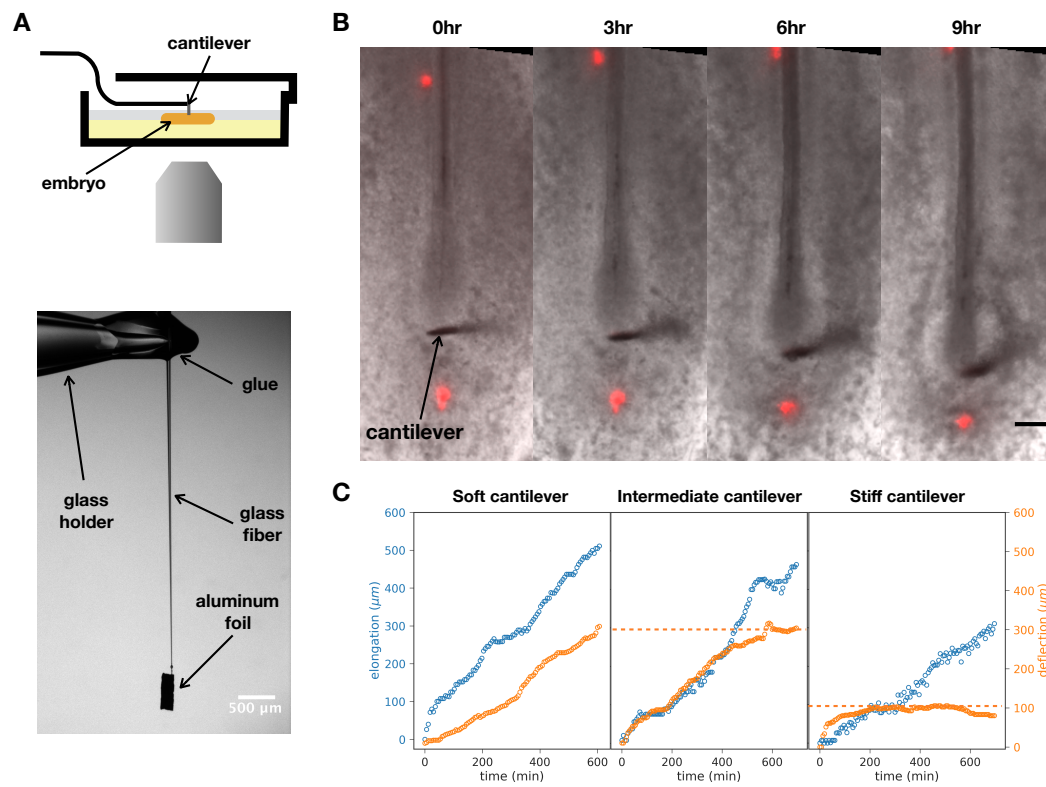 A
cantilever
embryo
glue
glass
holder
glass
fiber
aluminum
foil
500 µm
B
0hr
3hr
6hr
9hr
cantilever
C
Soft cantilever
Intermediate cantilever
Stiff cantilever
elongation (µm)
600
500
400
300
200
100
0
0
200
400
600
time (min)
0
200
400
600
time (min)
0
200
400
600
time (min)
600
500
400
300
200
100
0
deflection (µm)